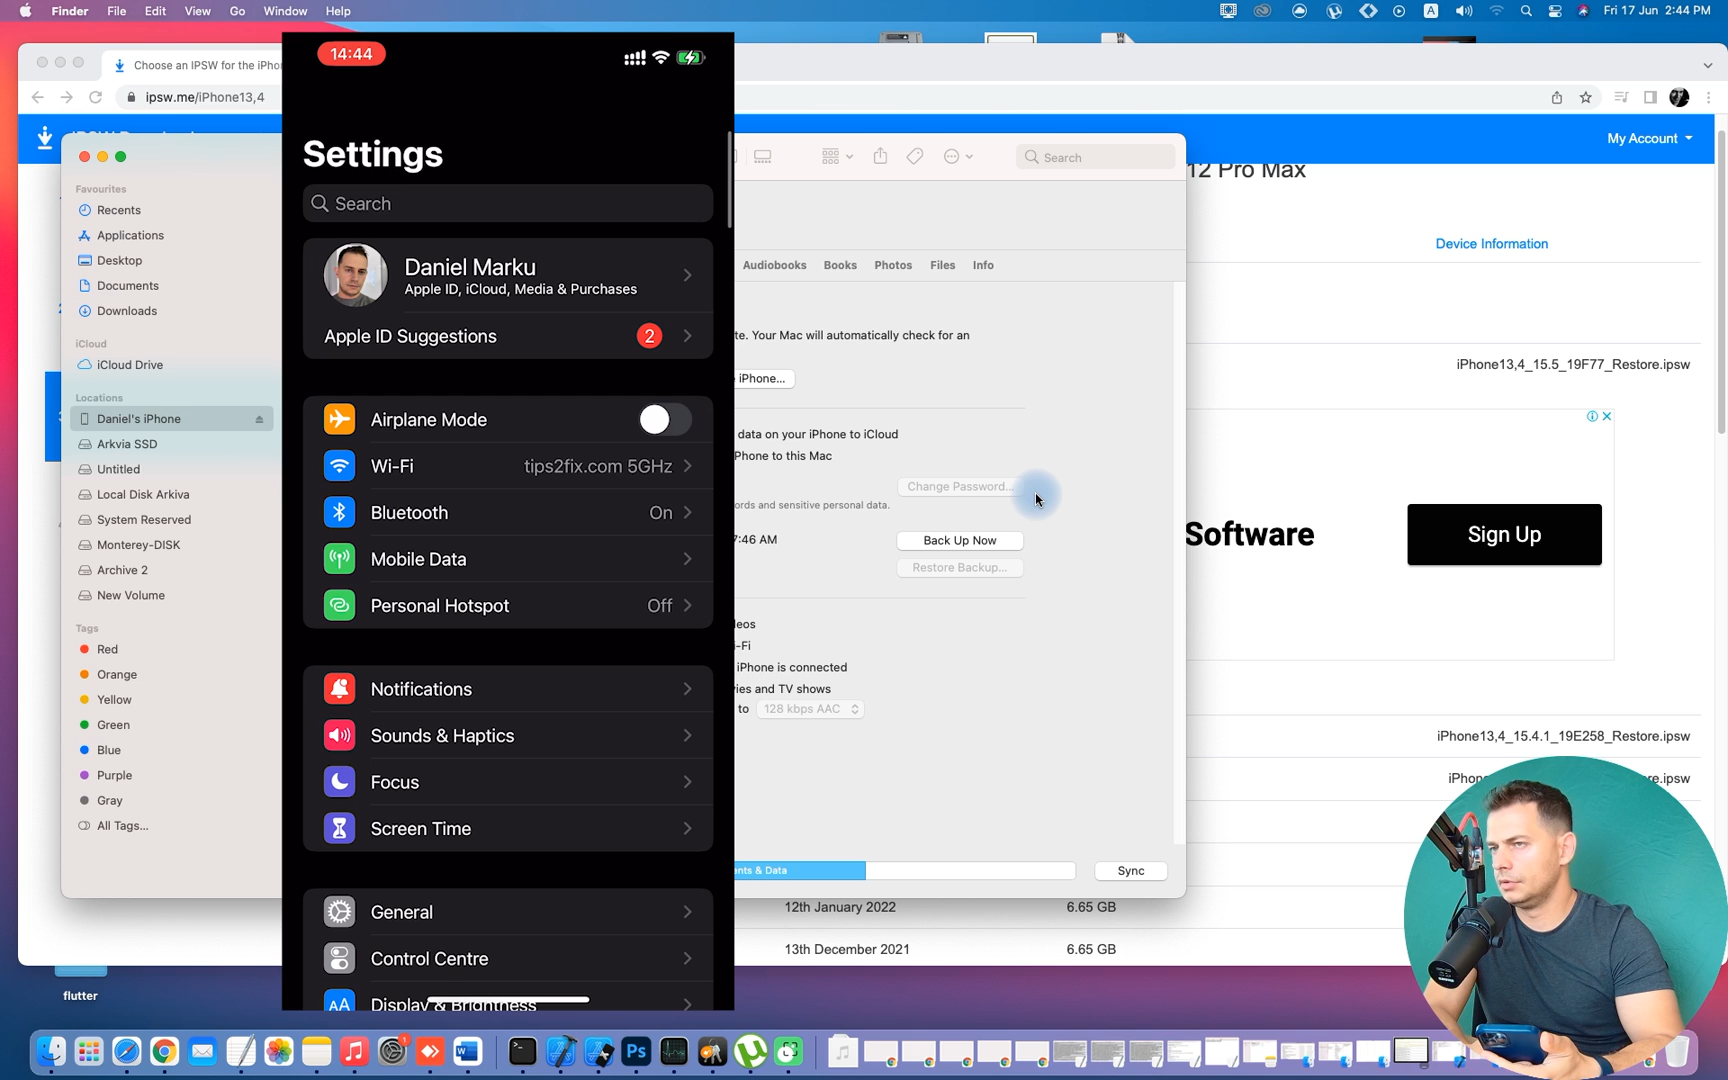 Finder File Edit View Go Window Help
A Fri 17 Jun 2:44 PM
Choose an IPSW for the iPho
ipsw.me/iPhone13,4
My Account
12 Pro Max
Device Information
iPhone13,4_15.5_19F77_Restore.ipsw
Software
Sign Up
iPhone13,4_15.4.1_19E258_Restore.ipsw
12th January 2022 6.65 GB
13th December 2021 6.65 GB
Favourites
Recents
Applications
Desktop
Documents
Downloads
iCloud
iCloud Drive
Locations
Daniel's iPhone
Arkvia SSD
Untitled
Local Disk Arkiva
System Reserved
Monterey-DISK
Archive 2
New Volume
Tags
Red
Orange
Yellow
Green
Blue
Purple
Gray
All Tags...
Search
Audiobooks Books Photos Files Info
te. Your Mac will automatically check for an
iPhone...
data on your iPhone to iCloud
Phone to this Mac
Change Password...
ords and sensitive personal data.
7:46 AM
Back Up Now
Restore Backup...
eos
-Fi
iPhone is connected
ies and TV shows
to 128 kbps AAC
ents & Data
Sync
14:44
Settings
Search
Daniel Marku
Apple ID, iCloud, Media & Purchases
Apple ID Suggestions 2
Airplane Mode
Wi-Fi tips2fix.com 5GHz
Bluetooth On
Mobile Data
Personal Hotspot Off
Notifications
Sounds & Haptics
Focus
Screen Time
General
Control Centre
AA Display & Brightness
flutter
Ps
W